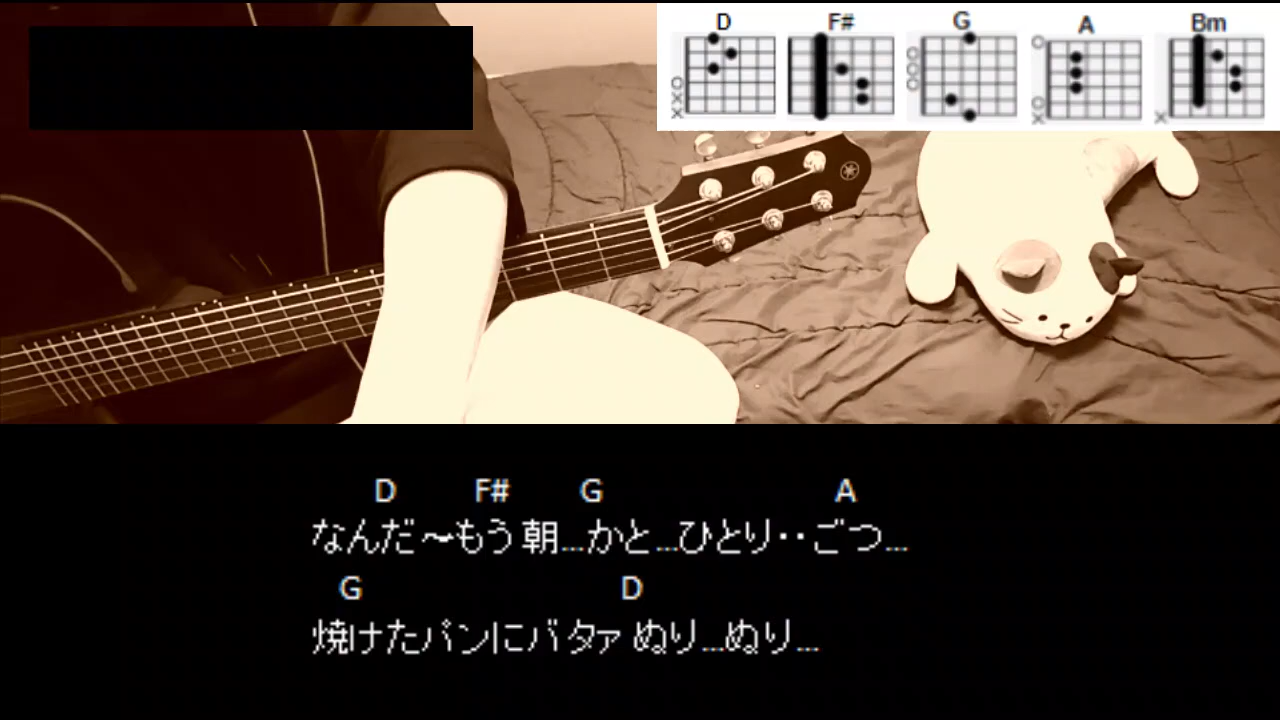 D F# G A Bm
D F# G A
なんだ～もう朝…かと…ひとり‥ごつ…
G D
焼けたパンにバタァ ぬり…ぬり…